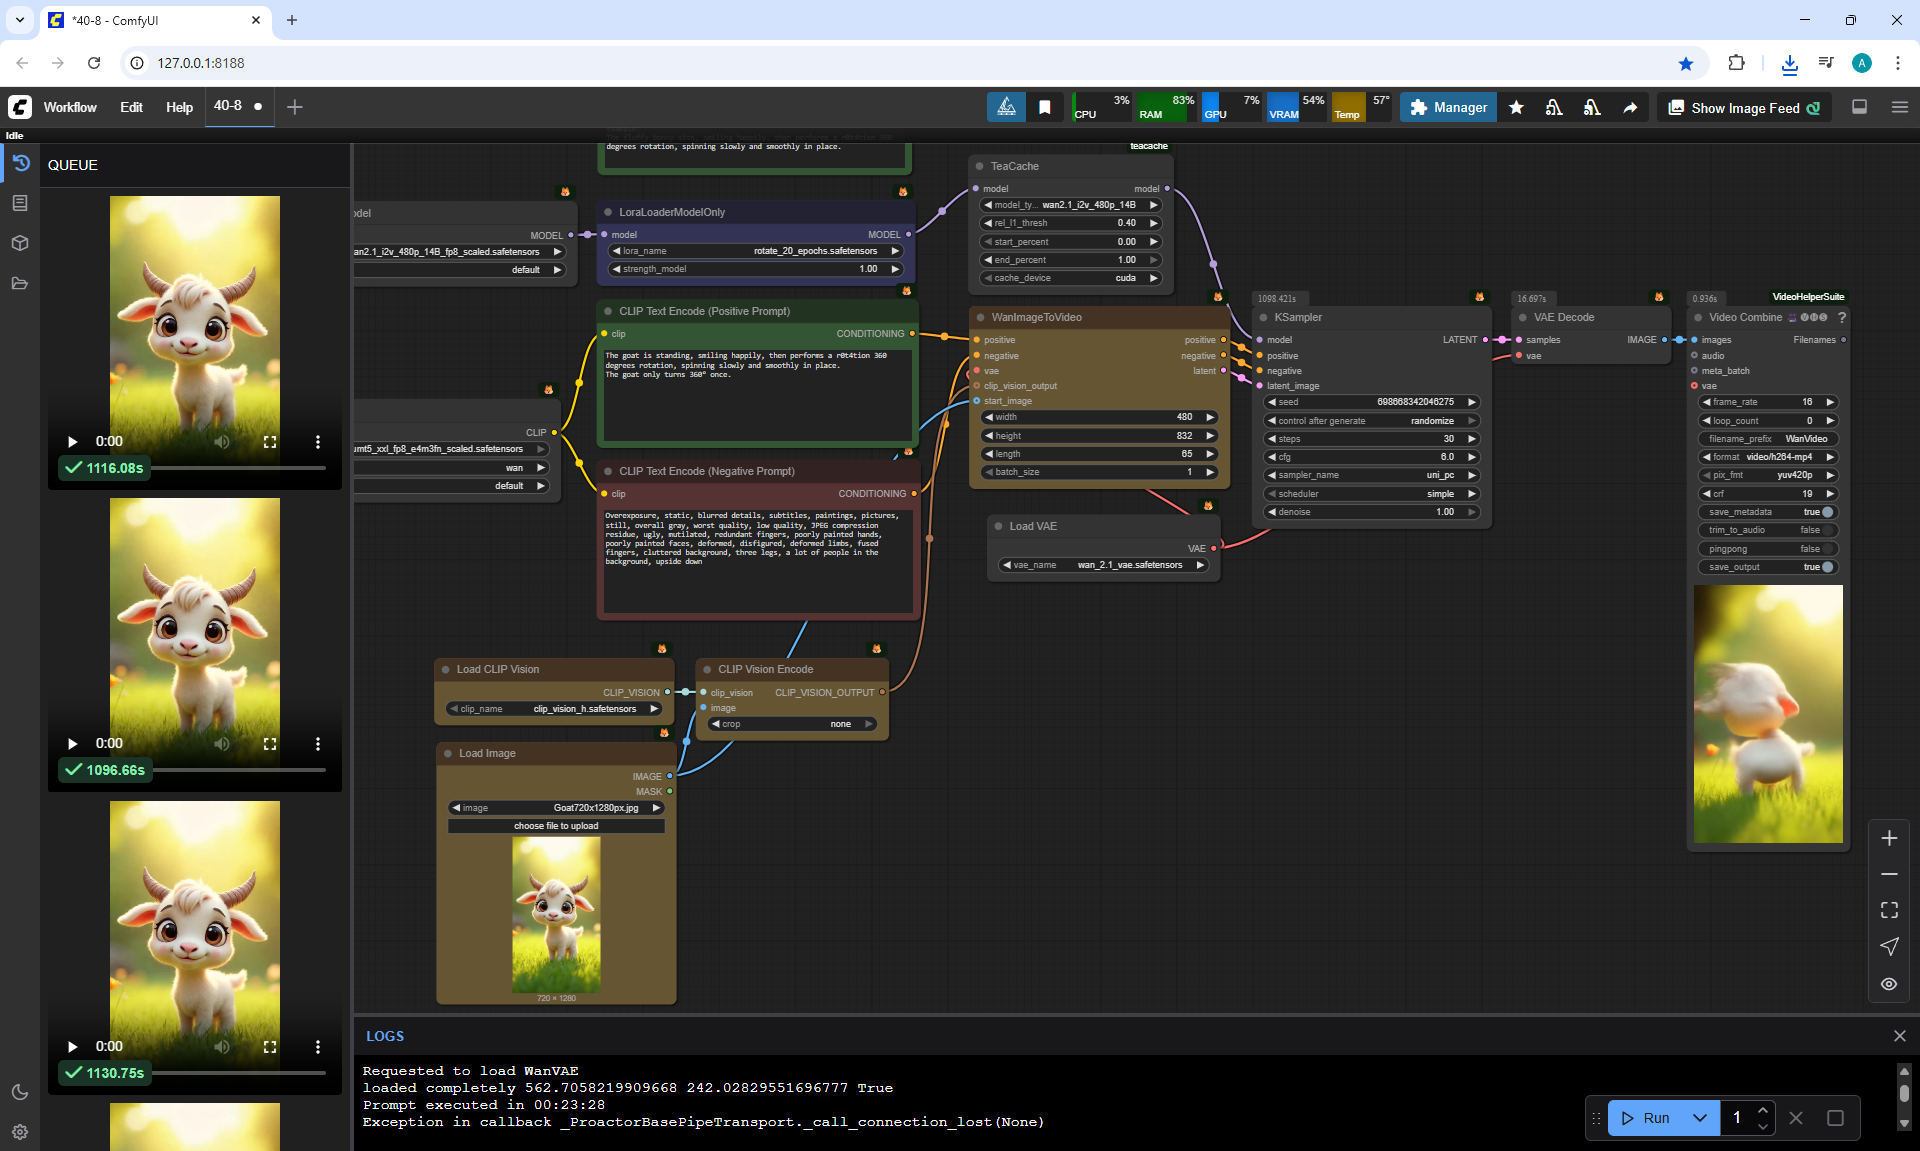 *40-8 - ComfyUI
127.0.0.1:8188
A
Workflow
Edit
Help
40-8
CPU 3%
RAM 83%
GPU 7%
VRAM 54%
Temp 57°
Manager
Show Image Feed
Idle
QUEUE
0:00
1116.08s
0:00
1096.66s
0:00
1130.75s
degrees rotation, spinning slowly and smoothly in place.
odel
MODEL
an2.1_i2v_480p_14B_fp8_scaled.safetensors
default
LoraLoaderModelOnly
model MODEL
lora_name rotate_20_epochs.safetensors
strength_model 1.00
teacache
TeaCache
model model
model_ty... wan2.1_i2v_480p_14B
rel_l1_thresh 0.40
start_percent 0.00
end_percent 1.00
cache_device cuda
CLIP Text Encode (Positive Prompt)
clip CONDITIONING
The goat is standing, smiling happily, then performs a r0t4tion 360
degrees rotation, spinning slowly and smoothly in place.
The goat only turns 360° once.
CLIP
umt5_xxl_fp8_e4m3fn_scaled.safetensors
wan
default
CLIP Text Encode (Negative Prompt)
clip CONDITIONING
Overexposure, static, blurred details, subtitles, paintings, pictures,
still, overall gray, worst quality, low quality, JPEG compression
residue, ugly, mutilated, redundant fingers, poorly painted hands,
poorly painted faces, deformed, disfigured, deformed limbs, fused
fingers, cluttered background, three legs, a lot of people in the
background, upside down
WanImageToVideo
positive positive
negative negative
vae latent
clip_vision_output
start_image
width 480
height 832
length 65
batch_size 1
Load VAE
VAE
vae_name wan_2.1_vae.safetensors
1098.421s
KSampler
model LATENT
positive
negative
latent_image
seed 698668342046275
control after generate randomize
steps 30
cfg 6.0
sampler_name uni_pc
scheduler simple
denoise 1.00
16.697s
VAE Decode
samples IMAGE
vae
0.936s
VideoHelperSuite
Video Combine VHS ?
images Filenames
audio
meta_batch
vae
frame_rate 16
loop_count 0
filename_prefix WanVideo
format video/h264-mp4
pix_fmt yuv420p
crf 19
save_metadata true
trim_to_audio false
pingpong false
save_output true
Load CLIP Vision
CLIP_VISION
clip_name clip_vision_h.safetensors
CLIP Vision Encode
clip_vision CLIP_VISION_OUTPUT
image
crop none
Load Image
IMAGE
MASK
image Goat720x1280px.jpg
choose file to upload
720 × 1280
LOGS
Requested to load WanVAE
loaded completely 562.7058219909668 242.02829551696777 True
Prompt executed in 00:23:28
Exception in callback _ProactorBasePipeTransport._call_connection_lost(None)
Run
1